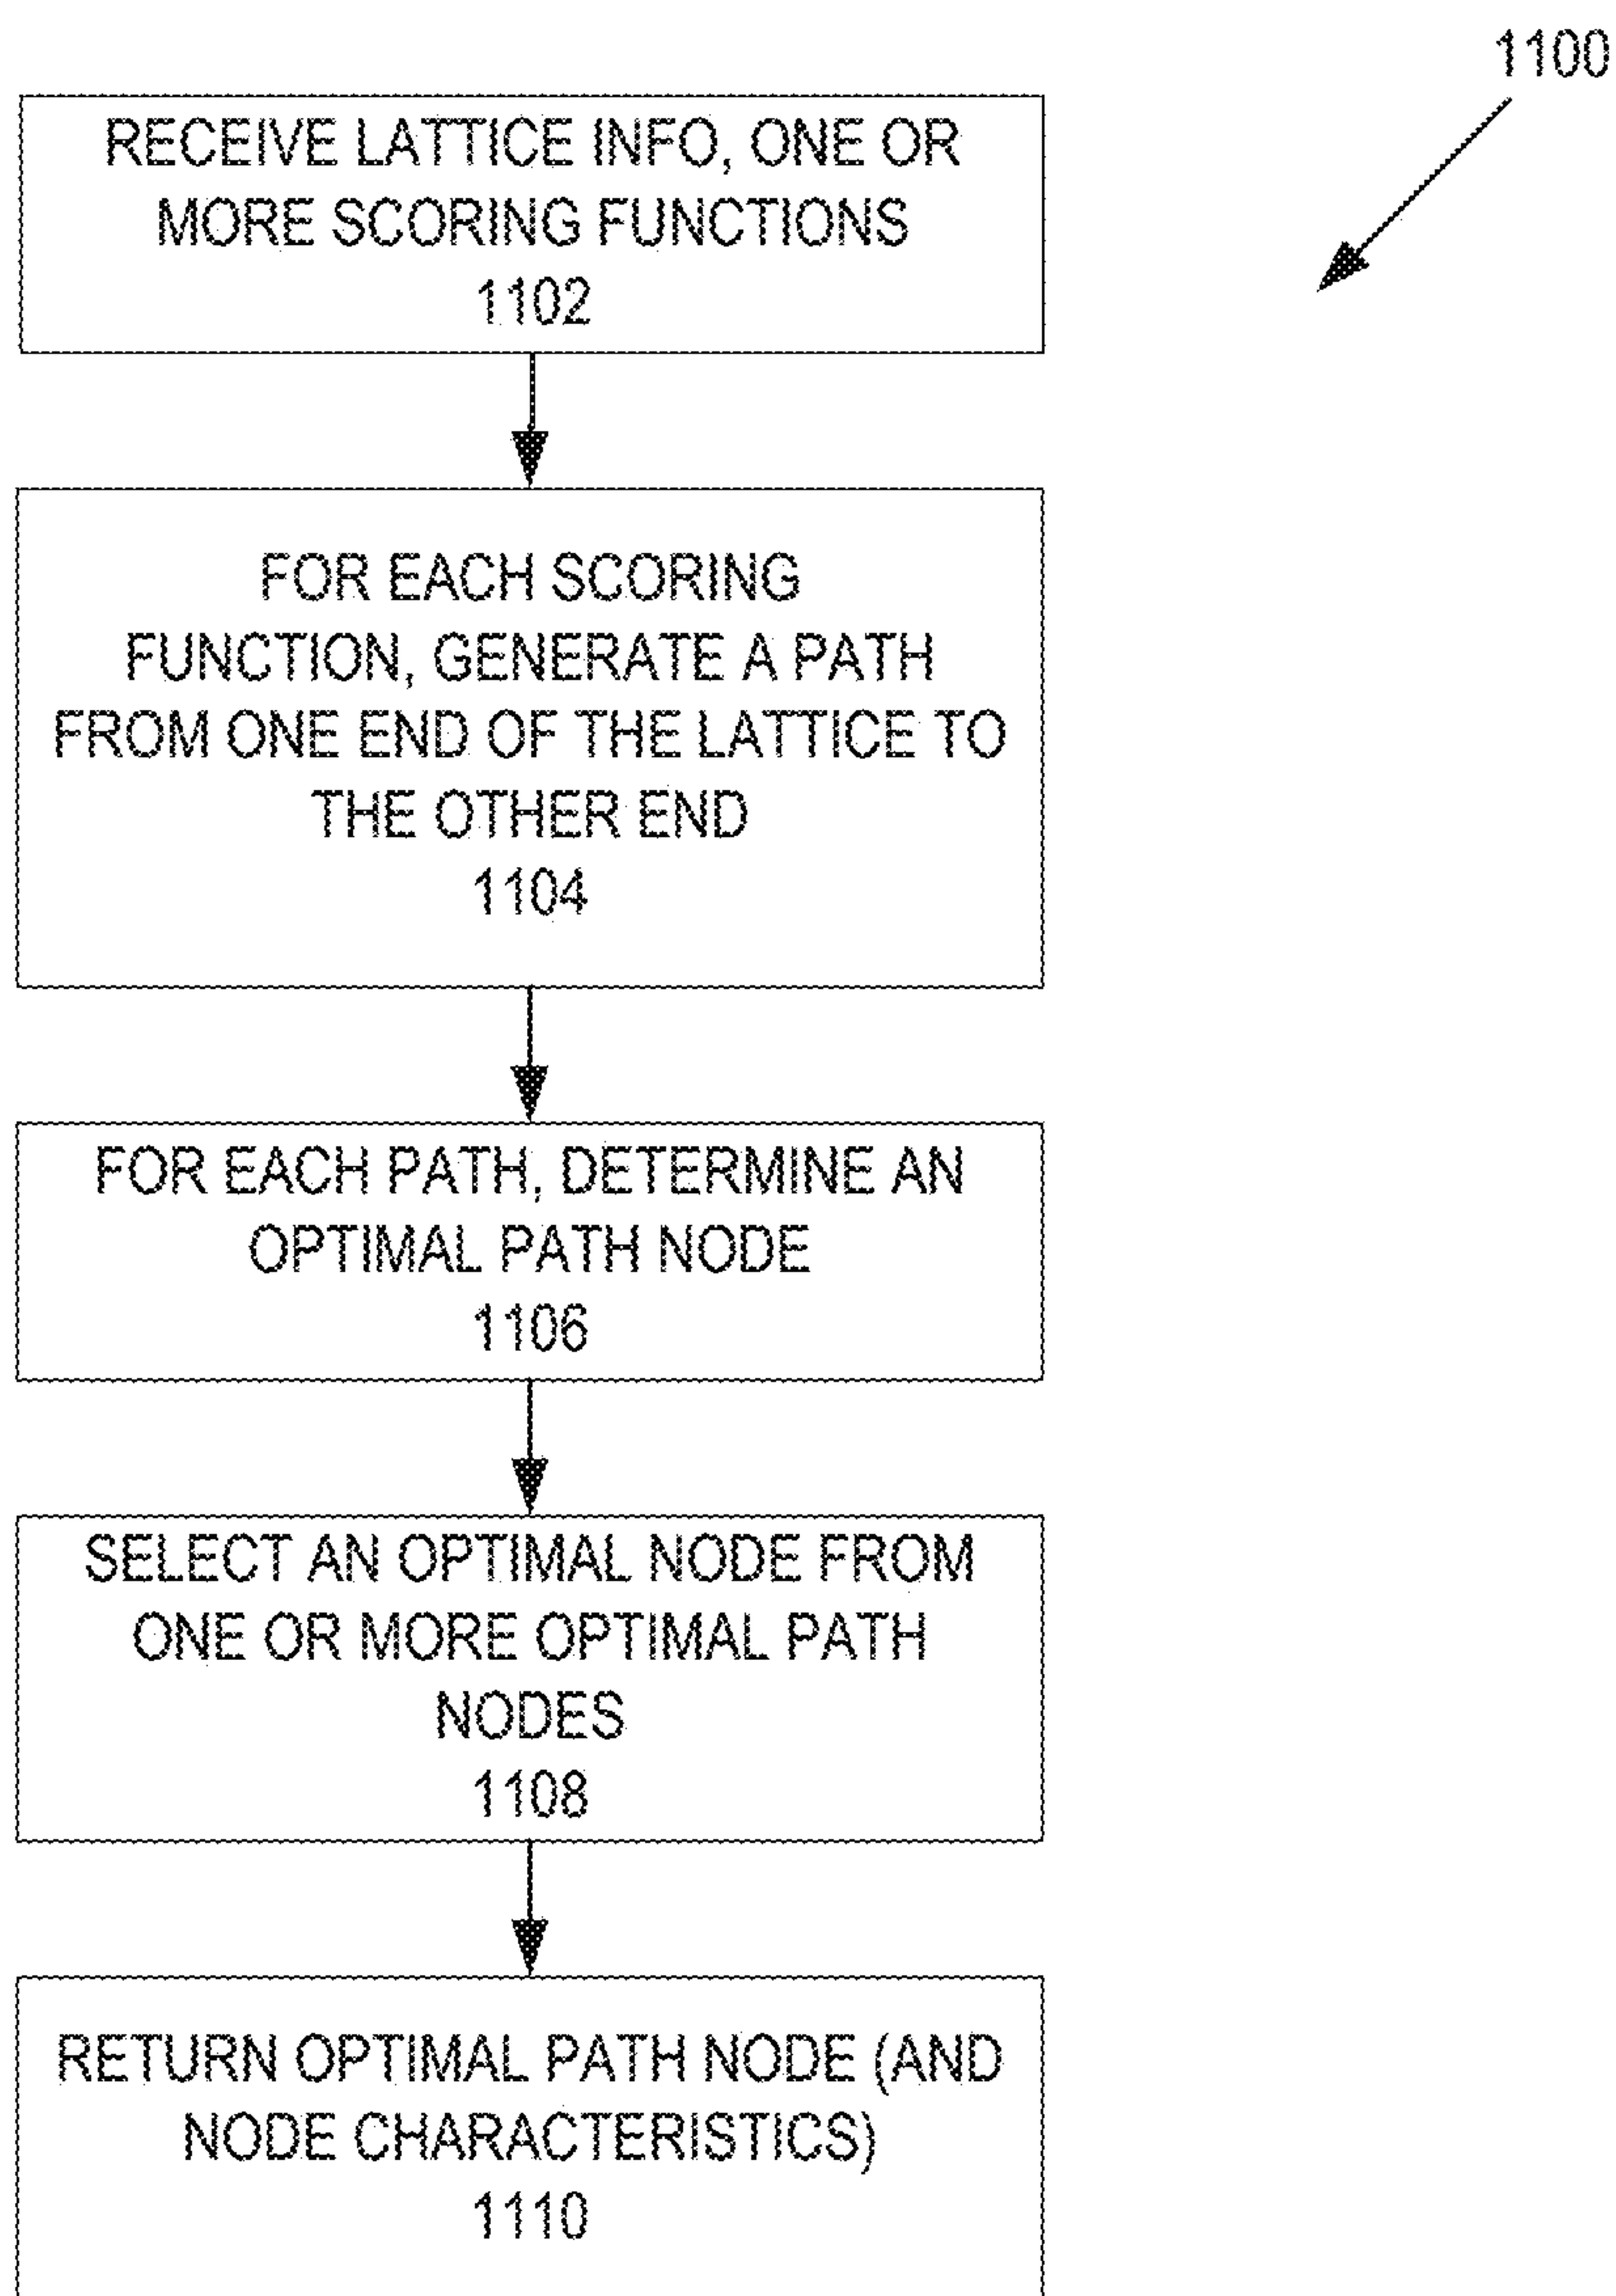 1100
RECEIVE LATTICE INFO, ONE OR
MORE SCORING FUNCTIONS
1102
FOR EACH SCORING
FUNCTION, GENERATE A PATH
FROM ONE END OF THE LATTICE TO
THE OTHER END
1104
FOR EACH PATH, DETERMINE AN
OPTIMAL PATH NODE
1106
SELECT AN OPTIMAL NODE FROM
ONE OR MORE OPTIMAL PATH
NODES
1108
RETURN OPTIMAL PATH NODE (AND
NODE CHARACTERISTICS)
1110